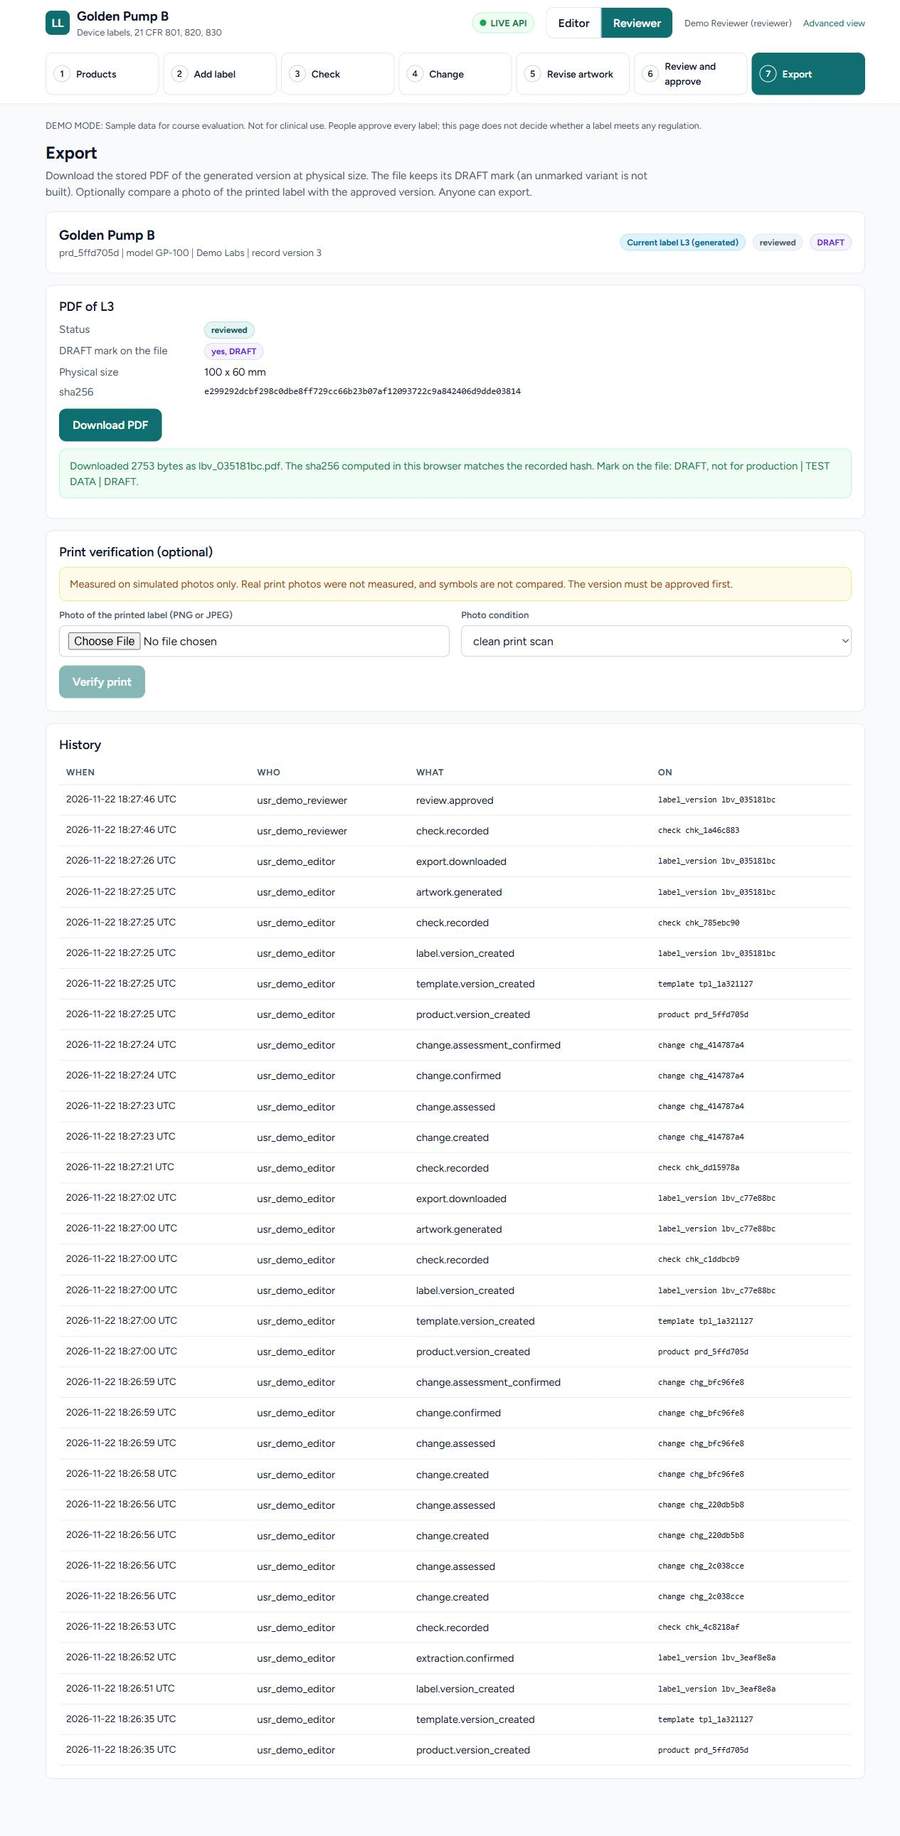 LL
Golden Pump B
Device labels, 21 CFR 801, 820, 830
LIVE API
Editor
Reviewer
Demo Reviewer (reviewer)
Advanced view
1 Products
2 Add label
3 Check
4 Change
5 Revise artwork
6 Review and approve
7 Export
DEMO MODE: Sample data for course evaluation. Not for clinical use. People approve every label; this page does not decide whether a label meets any regulation.
Export
Download the stored PDF of the generated version at physical size. The file keeps its DRAFT mark (an unmarked variant is not
built). Optionally compare a photo of the printed label with the approved version. Anyone can export.
Golden Pump B
prd_5ffd705d | model GP-100 | Demo Labs | record version 3
Current label L3 (generated)
reviewed
DRAFT
PDF of L3
Status reviewed
DRAFT mark on the file yes, DRAFT
Physical size 100 x 60 mm
sha256 e299292dcbf298c0dbe8ff729cc66b23b07af12093722c9a842406d9dde03814
Download PDF
Downloaded 2753 bytes as lbv_035181bc.pdf. The sha256 computed in this browser matches the recorded hash. Mark on the file: DRAFT, not for production | TEST
DATA | DRAFT.
Print verification (optional)
Measured on simulated photos only. Real print photos were not measured, and symbols are not compared. The version must be approved first.
Photo of the printed label (PNG or JPEG)
Photo condition
Choose File No file chosen
clean print scan
Verify print
History
WHEN WHO WHAT ON
2026-11-22 18:27:46 UTC usr_demo_reviewer review.approved label_version lbv_035181bc
2026-11-22 18:27:46 UTC usr_demo_reviewer check.recorded check chk_1a46c883
2026-11-22 18:27:26 UTC usr_demo_editor export.downloaded label_version lbv_035181bc
2026-11-22 18:27:25 UTC usr_demo_editor artwork.generated label_version lbv_035181bc
2026-11-22 18:27:25 UTC usr_demo_editor check.recorded check chk_785ebc90
2026-11-22 18:27:25 UTC usr_demo_editor label.version_created label_version lbv_035181bc
2026-11-22 18:27:25 UTC usr_demo_editor template.version_created template tpl_1a321127
2026-11-22 18:27:25 UTC usr_demo_editor product.version_created product prd_5ffd705d
2026-11-22 18:27:24 UTC usr_demo_editor change.assessment_confirmed change chg_414787a4
2026-11-22 18:27:24 UTC usr_demo_editor change.confirmed change chg_414787a4
2026-11-22 18:27:23 UTC usr_demo_editor change.assessed change chg_414787a4
2026-11-22 18:27:23 UTC usr_demo_editor change.created change chg_414787a4
2026-11-22 18:27:21 UTC usr_demo_editor check.recorded check chk_dd15978a
2026-11-22 18:27:02 UTC usr_demo_editor export.downloaded label_version lbv_c77e88bc
2026-11-22 18:27:00 UTC usr_demo_editor artwork.generated label_version lbv_c77e88bc
2026-11-22 18:27:00 UTC usr_demo_editor check.recorded check chk_c1ddbcb9
2026-11-22 18:27:00 UTC usr_demo_editor label.version_created label_version lbv_c77e88bc
2026-11-22 18:27:00 UTC usr_demo_editor template.version_created template tpl_1a321127
2026-11-22 18:27:00 UTC usr_demo_editor product.version_created product prd_5ffd705d
2026-11-22 18:26:59 UTC usr_demo_editor change.assessment_confirmed change chg_bfc96fe8
2026-11-22 18:26:59 UTC usr_demo_editor change.confirmed change chg_bfc96fe8
2026-11-22 18:26:59 UTC usr_demo_editor change.assessed change chg_bfc96fe8
2026-11-22 18:26:58 UTC usr_demo_editor change.created change chg_bfc96fe8
2026-11-22 18:26:56 UTC usr_demo_editor change.assessed change chg_220db5b8
2026-11-22 18:26:56 UTC usr_demo_editor change.created change chg_220db5b8
2026-11-22 18:26:56 UTC usr_demo_editor change.assessed change chg_2c038cce
2026-11-22 18:26:56 UTC usr_demo_editor change.created change chg_2c038cce
2026-11-22 18:26:53 UTC usr_demo_editor check.recorded check chk_4c8218af
2026-11-22 18:26:52 UTC usr_demo_editor extraction.confirmed label_version lbv_3eaf8e8a
2026-11-22 18:26:51 UTC usr_demo_editor label.version_created label_version lbv_3eaf8e8a
2026-11-22 18:26:35 UTC usr_demo_editor template.version_created template tpl_1a321127
2026-11-22 18:26:35 UTC usr_demo_editor product.version_created product prd_5ffd705d